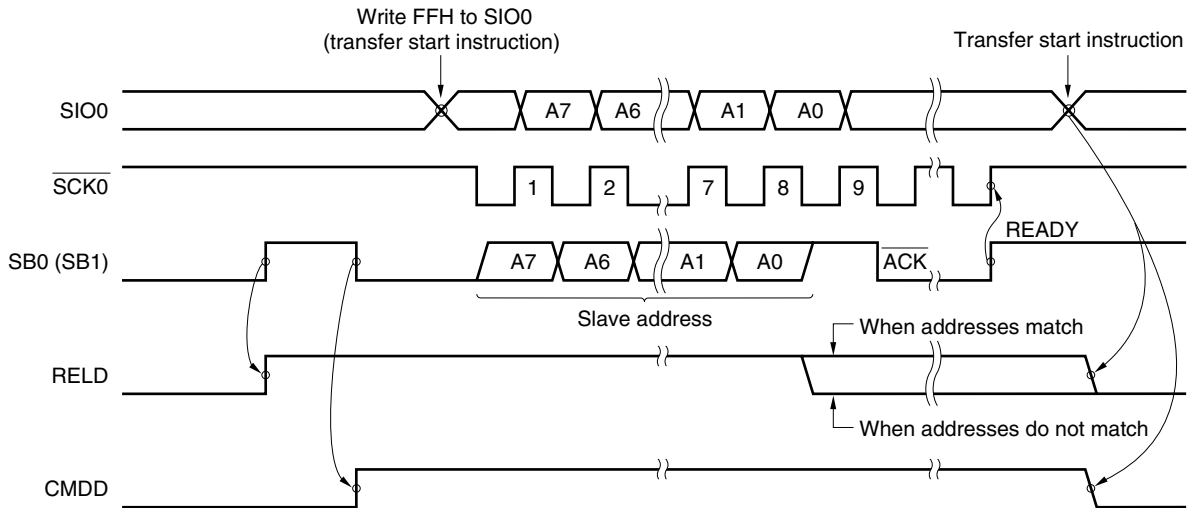 Write FFH to SIO0
(transfer start instruction)
Transfer start instruction
SIO0
A7
A6
A1
A0
SCK0
1
2
7
8
9
READY
SB0 (SB1)
A7
A6
A1
A0
ACK
Slave address
When addresses match
RELD
When addresses do not match
CMDD